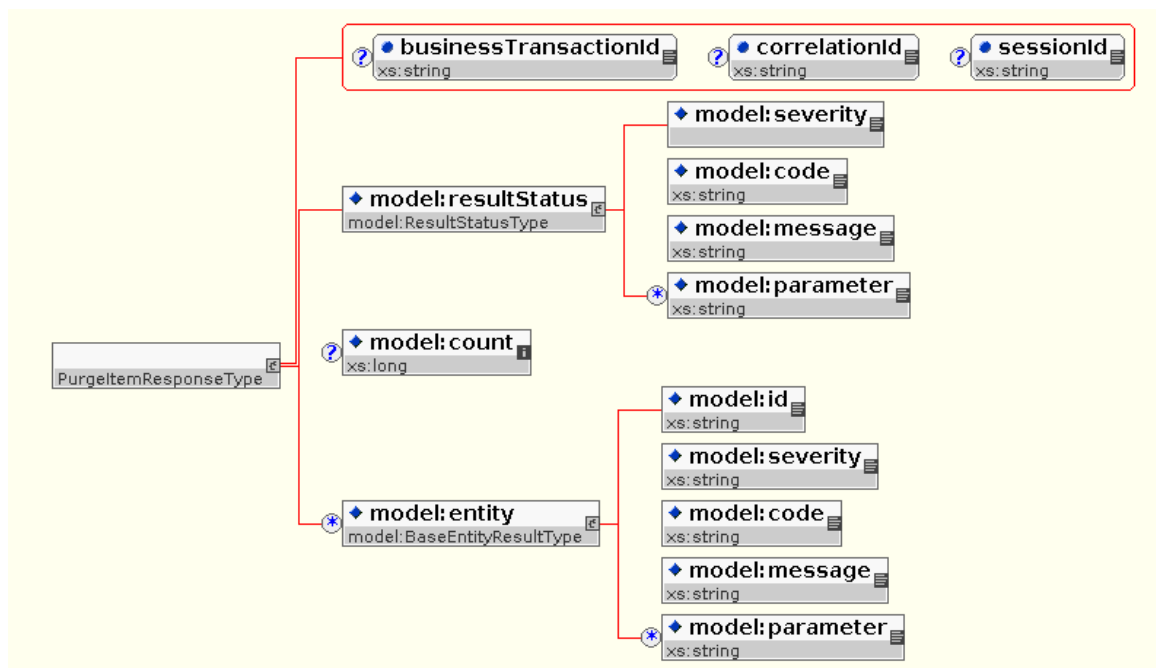 businessTransactionId
xs:string
correlationId
xs:string
sessionId
xs:string
model:severity
model:code
xs:string
model:resultStatus
model:ResultStatusType
model:message
xs:string
model:parameter
xs:string
model:count
xs:long
PurgeItemResponseType
model:id
xs:string
model:severity
xs:string
model:code
xs:string
model:entity
model:BaseEntityResultType
model:message
xs:string
model:parameter
xs:string